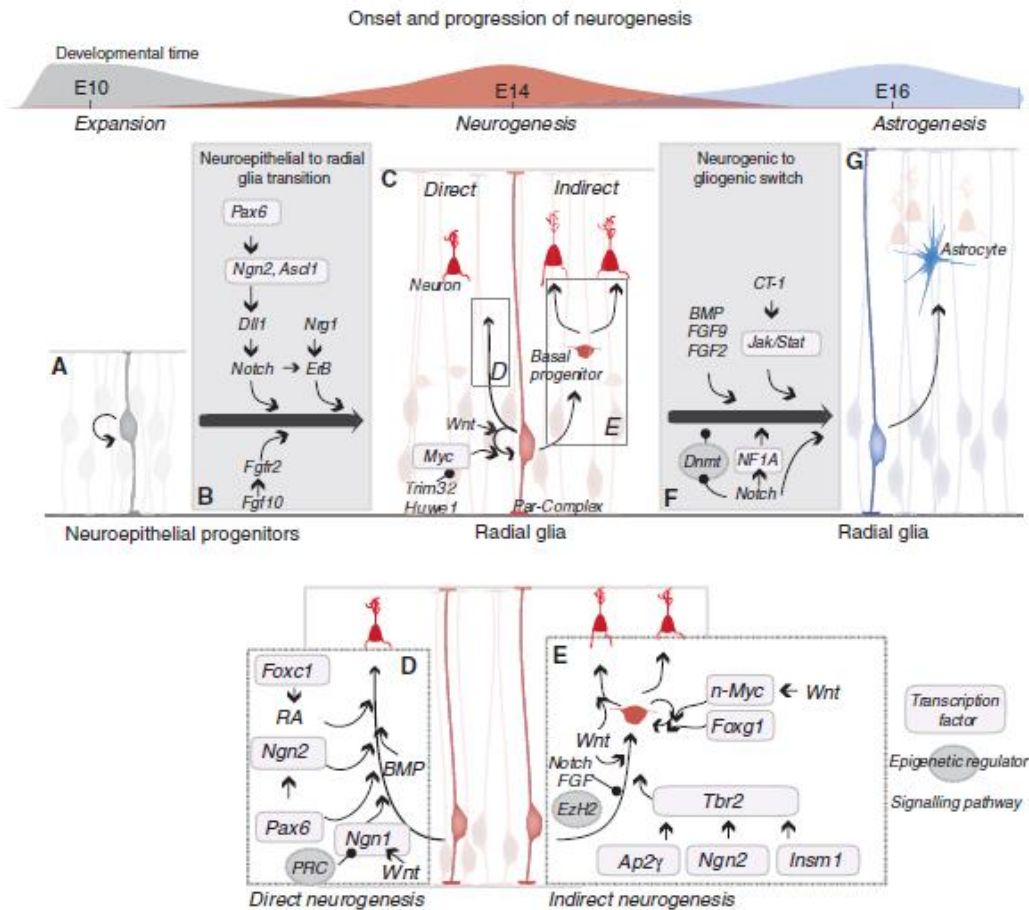 Onset and progression of neurogenesis
Developmental time
E10
E14
E16
Expansion
Neurogenesis
Astrogenesis
A
Neuroepithelial to radial
glia transition
Pax6
Ngn2, Ascl1
Dll1
Nrg1
Notch
ErB
Fgfr2
Fgf10
B
C
Direct
Indirect
Neuron
D
Basal
progenitor
E
Wnt
Myc
Trim32
Huwe1
Par-Complex
Neurogenic to
gliogenic switch
CT-1
BMP
FGF9
FGF2
Jak/Stat
Dnmt
NF1A
Notch
F
G
Astrocyte
Neuroepithelial progenitors
Radial glia
Radial glia
D
Foxc1
RA
Ngn2
BMP
Pax6
Ngn1
PRC
Wnt
Direct neurogenesis
E
n-Myc
Wnt
Foxg1
Wnt
Notch
FGF
EzH2
Tbr2
Ap2γ
Ngn2
Insm1
Indirect neurogenesis
Transcription
factor
Epigenetic regulator
Signalling pathway